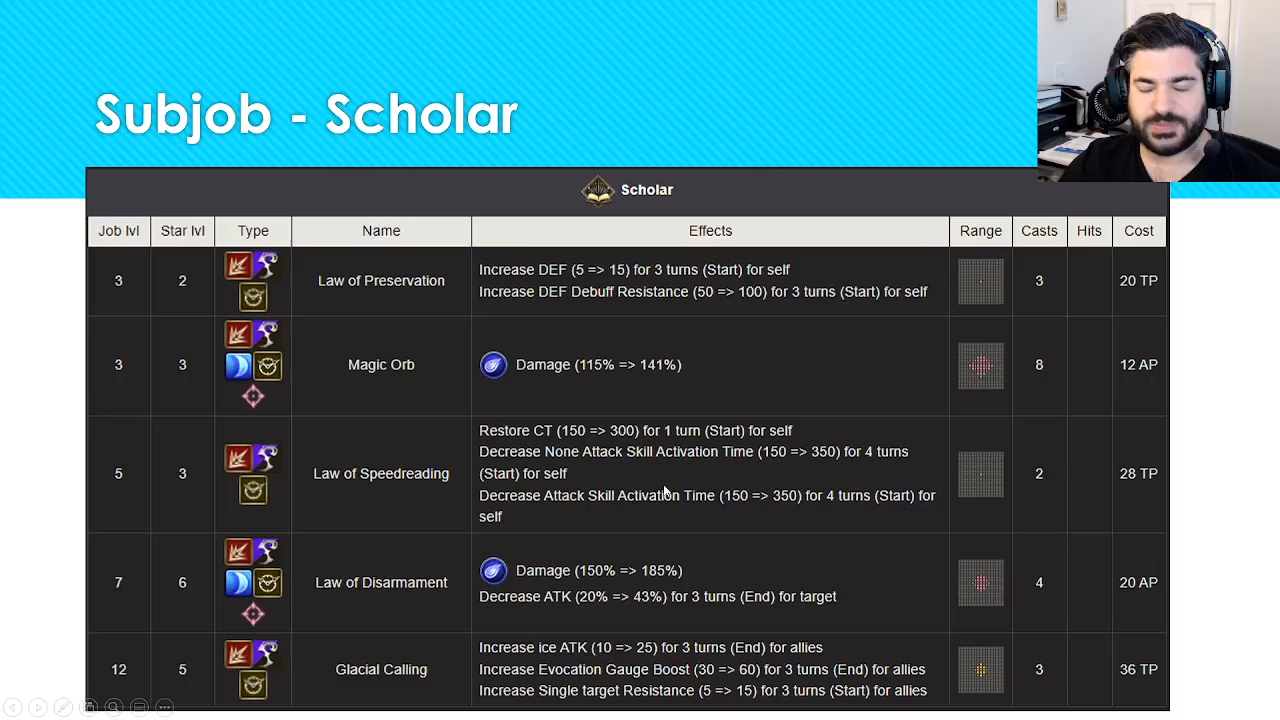 Subjob - Scholar
Scholar
Job lvl Star lvl Type Name Effects Range Casts Hits Cost
3 2 Law of Preservation Increase DEF (5 => 15) for 3 turns (Start) for self
Increase DEF Debuff Resistance (50 => 100) for 3 turns (Start) for self 3 20 TP
3 3 Magic Orb Damage (115% => 141%) 8 12 AP
5 3 Law of Speedreading Restore CT (150 => 300) for 1 turn (Start) for self
Decrease None Attack Skill Activation Time (150 => 350) for 4 turns
(Start) for self
Decrease Attack Skill Activation Time (150 => 350) for 4 turns (Start) for
self 2 28 TP
7 6 Law of Disarmament Damage (150% => 185%)
Decrease ATK (20% => 43%) for 3 turns (End) for target 4 20 AP
12 5 Glacial Calling Increase ice ATK (10 => 25) for 3 turns (End) for allies
Increase Evocation Gauge Boost (30 => 60) for 3 turns (End) for allies
Increase Single target Resistance (5 => 15) for 3 turns (Start) for allies 3 36 TP